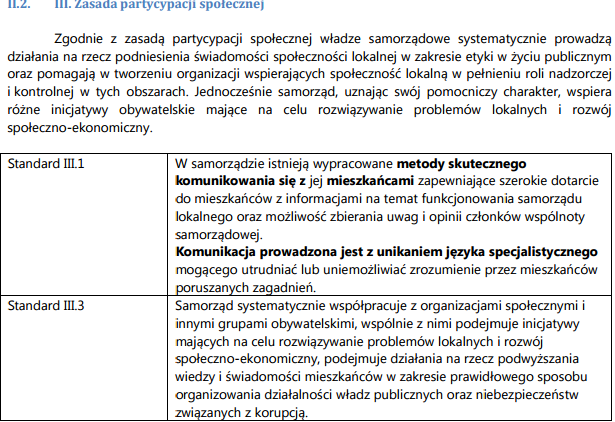 II.2. III. Zasada partycypacji społecznej
Zgodnie z zasadą partycypacji społecznej władze samorządowe systematycznie prowadzą
działania na rzecz podniesienia świadomości społeczności lokalnej w zakresie etyki w życiu publicznym
oraz pomagają w tworzeniu organizacji wspierających społeczność lokalną w pełnieniu roli nadzorczej
i kontrolnej w tych obszarach. Jednocześnie samorząd, uznając swój pomocniczy charakter, wspiera
różne inicjatywy obywatelskie mające na celu rozwiązywanie problemów lokalnych i rozwój
społeczno-ekonomiczny.
Standard III.1
W samorządzie istnieją wypracowane metody skutecznego
komunikowania się z jej mieszkańcami zapewniające szerokie dotarcie
do mieszkańców z informacjami na temat funkcjonowania samorządu
lokalnego oraz możliwość zbierania uwag i opinii członków wspólnoty
samorządowej.
Komunikacja prowadzona jest z unikaniem języka specjalistycznego
mogącego utrudniać lub uniemożliwiać zrozumienie przez mieszkańców
poruszanych zagadnień.
Standard III.3
Samorząd systematycznie współpracuje z organizacjami społecznymi i
innymi grupami obywatelskimi, wspólnie z nimi podejmuje inicjatywy
mających na celu rozwiązywanie problemów lokalnych i rozwój
społeczno-ekonomiczny, podejmuje działania na rzecz podwyższania
wiedzy i świadomości mieszkańców w zakresie prawidłowego sposobu
organizowania działalności władz publicznych oraz niebezpieczeństw
związanych z korupcją.